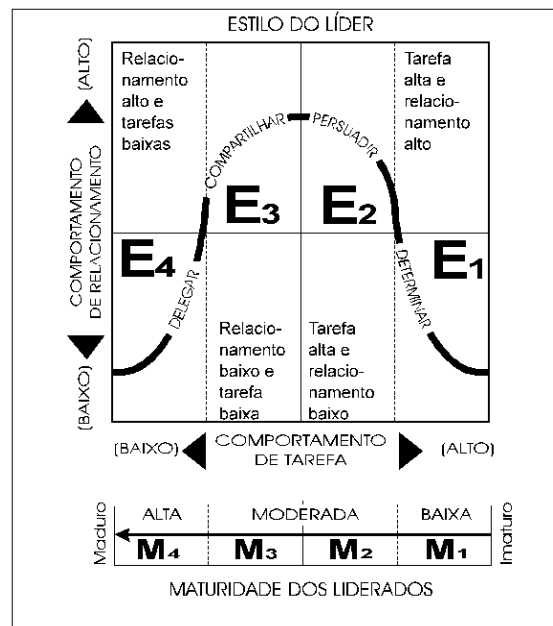 ESTILO DO LÍDER
(ALTO)
COMPORTAMENTO
DE RELACIONAMENTO
(BAIXO)
Relacio-
namento
alto e
tarefas
baixas
Tarefa
alta e
relacio-
namento
alto
COMPARTILHAR
PERSUADIR
E3
E2
E4
E1
DELEGAR
DETERMINAR
Relacio-
namento
baixo e
tarefa
baixa
Tarefa
alta e
relacio-
namento
baixo
(BAIXO)
COMPORTAMENTO
DE TAREFA
(ALTO)
Maduro
ALTA
MODERADA
BAIXA
Imaturo
M4
M3
M2
M1
MATURIDADE DOS LIDERADOS